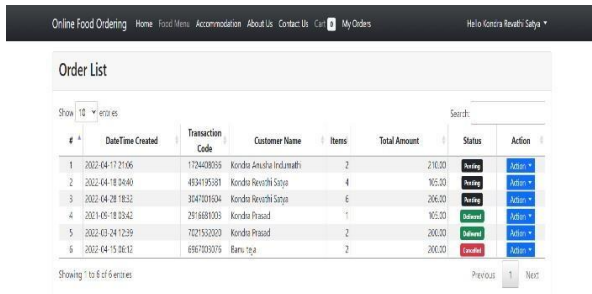 Online Food Ordering Home Food Menu Accommodation About Us Contact Us Cart 0 My Orders Hello Kondra Revathi Satya
Order List
Show 10 entries Search:
# DateTime Created Transaction Code Customer Name Items Total Amount Status Action
1 2022-04-17 21:06 1724408036 Kondra Anusha Indumath 2 210.00 Pending Action
2 2022-04-18 04:40 4934195381 Kondra Revathi Satya 4 105.00 Pending Action
3 2022-04-28 18:32 3047001604 Kondra Revathi Satya 6 206.00 Pending Action
4 2021-09-18 03:42 2916681003 Kondra Prasad 1 105.00 Delivered Action
5 2022-03-24 12:39 7021532020 Kondra Prasad 2 200.00 Delivered Action
6 2022-04-15 06:12 6967003076 Banu teja 2 200.00 Cancelled Action
Showing 1 to 6 of 6 entries Previous 1 Next